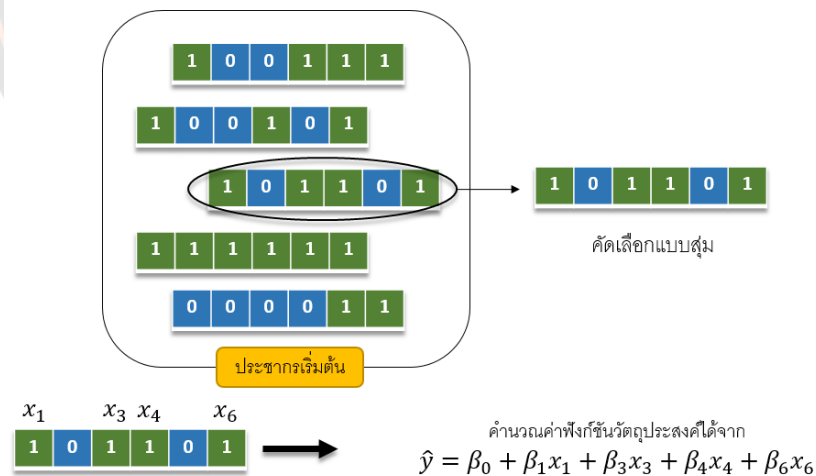 1 0 0 1 1 1
1 0 0 1 0 1
1 0 1 1 0 1
1 0 1 1 0 1
คัดเลือกแบบสุ่ม
1 1 1 1 1 1
0 0 0 0 1 1
ประชากรเริ่มต้น
x₁ x₃ x₄ x₆
1 0 1 1 0 1
คำนวณค่าฟังก์ชันวัตถุประสงค์ได้จาก
ŷ = β₀ + β₁x₁ + β₃x₃ + β₄x₄ + β₆x₆